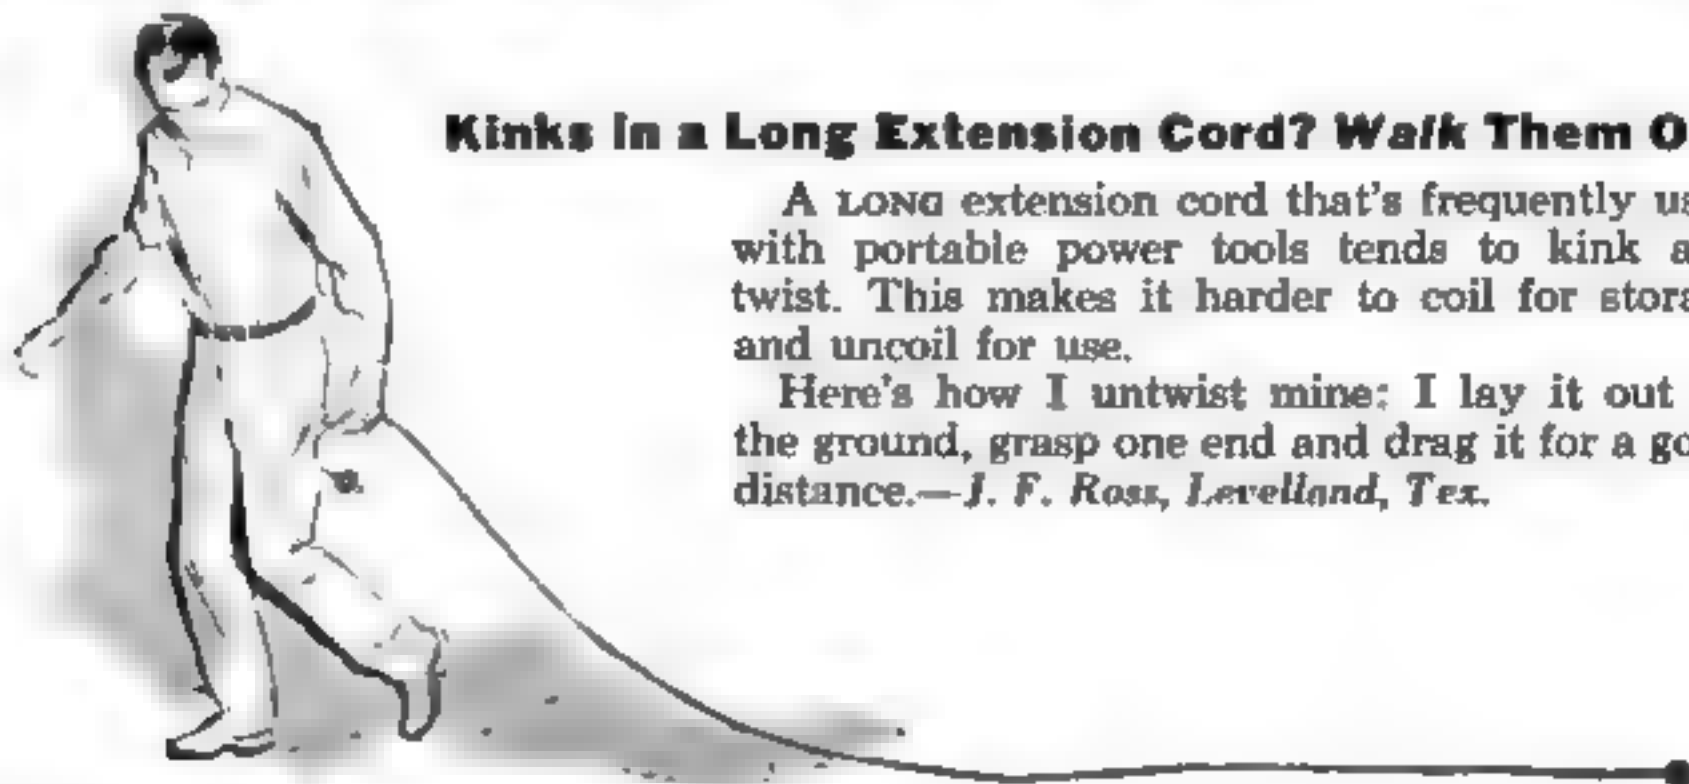 Kinks in a Long Extension Cord? Walk Them O
A LONG extension cord that's frequently us
with portable power tools tends to kink a
twist. This makes it harder to coil for stora
and uncoil for use.
Here's how I untwist mine: I lay it out
the ground, grasp one end and drag it for a go
distance.—J. F. Ross, Levelland, Tex.